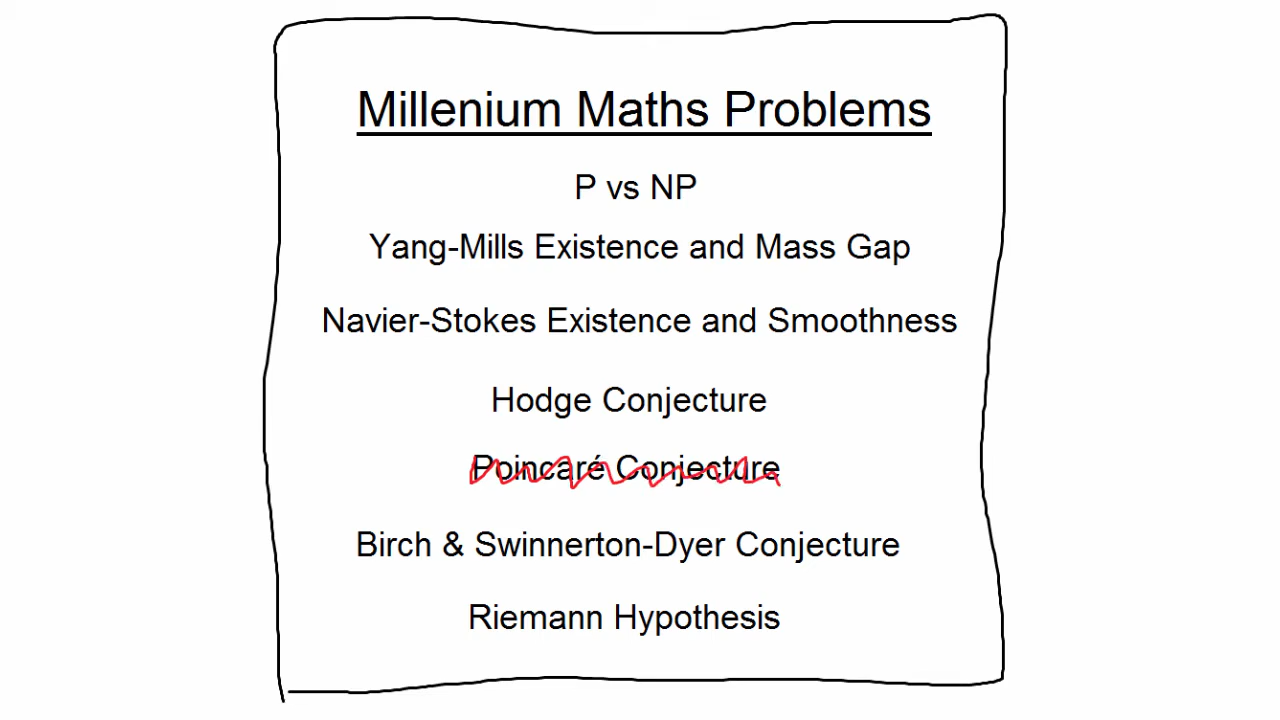 Millenium Maths Problems
P vs NP
Yang-Mills Existence and Mass Gap
Navier-Stokes Existence and Smoothness
Hodge Conjecture
Poincaré Conjecture
Birch & Swinnerton-Dyer Conjecture
Riemann Hypothesis